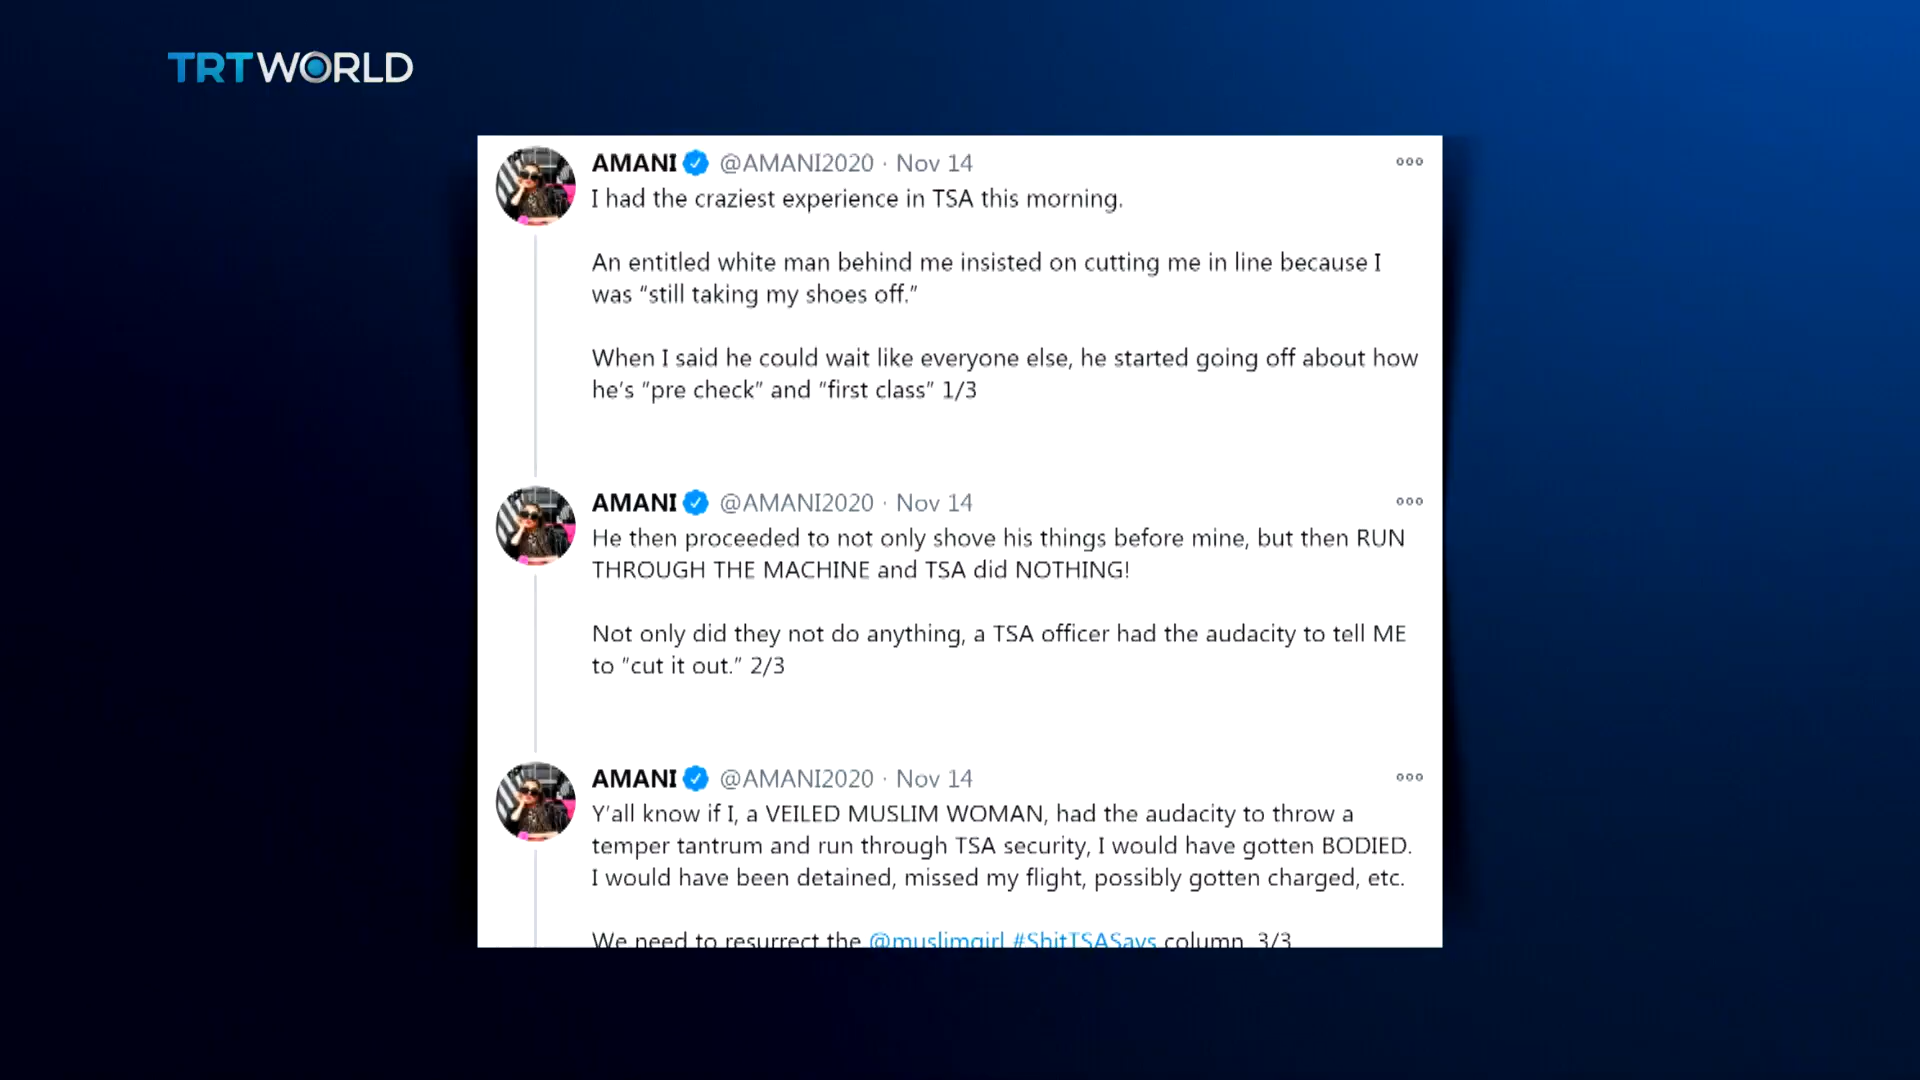 TRT WORLD
AMANI @AMANI2020 · Nov 14
I had the craziest experience in TSA this morning.
An entitled white man behind me insisted on cutting me in line because I
was “still taking my shoes off.”
When I said he could wait like everyone else, he started going off about how
he’s “pre check” and “first class” 1/3
AMANI @AMANI2020 · Nov 14
He then proceeded to not only shove his things before mine, but then RUN
THROUGH THE MACHINE and TSA did NOTHING!
Not only did they not do anything, a TSA officer had the audacity to tell ME
to “cut it out.” 2/3
AMANI @AMANI2020 · Nov 14
Y’all know if I, a VEILED MUSLIM WOMAN, had the audacity to throw a
temper tantrum and run through TSA security, I would have gotten BODIED.
I would have been detained, missed my flight, possibly gotten charged, etc.
We need to resurrect the @muslimgirl #ShitTSASays column. 3/3